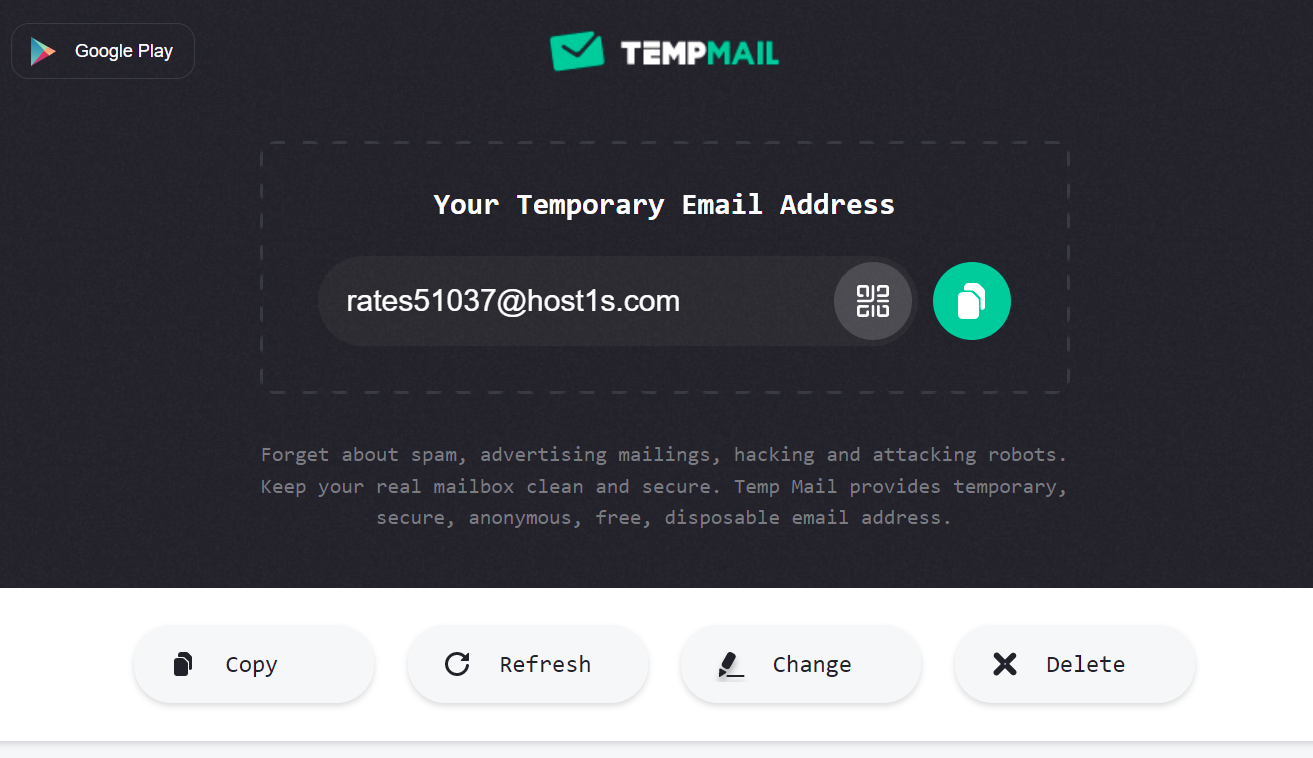 Google Play
TEMPMAIL
Your Temporary Email Address
rates51037@host1s.com
Forget about spam, advertising mailings, hacking and attacking robots.
Keep your real mailbox clean and secure. Temp Mail provides temporary,
secure, anonymous, free, disposable email address.
Copy
Refresh
Change
Delete